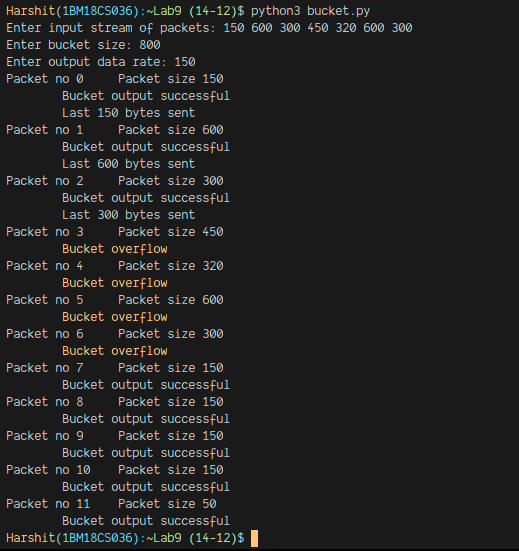 Harshit(1BM18CS036):~Lab9 (14-12)$ python3 bucket.py
Enter input stream of packets: 150 600 300 450 320 600 300
Enter bucket size: 800
Enter output data rate: 150
Packet no 0 Packet size 150
Bucket output successful
Last 150 bytes sent
Packet no 1 Packet size 600
Bucket output successful
Last 600 bytes sent
Packet no 2 Packet size 300
Bucket output successful
Last 300 bytes sent
Packet no 3 Packet size 450
Bucket overflow
Packet no 4 Packet size 320
Bucket overflow
Packet no 5 Packet size 600
Bucket overflow
Packet no 6 Packet size 300
Bucket overflow
Packet no 7 Packet size 150
Bucket output successful
Packet no 8 Packet size 150
Bucket output successful
Packet no 9 Packet size 150
Bucket output successful
Packet no 10 Packet size 150
Bucket output successful
Packet no 11 Packet size 50
Bucket output successful
Harshit(1BM18CS036):~Lab9 (14-12)$